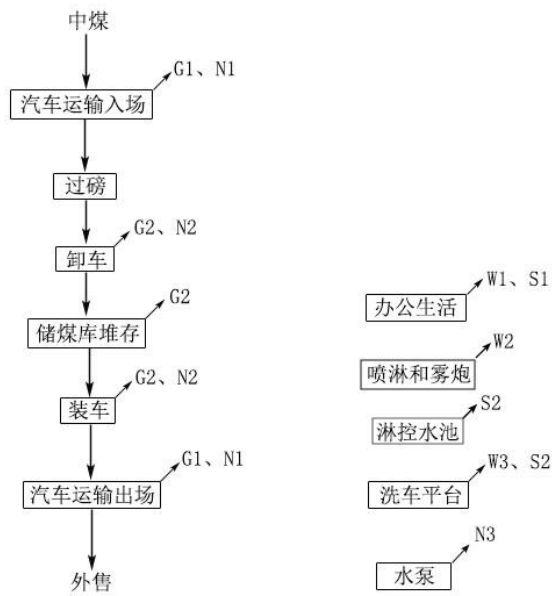 中煤
G1、N1
汽车运输入场
过磅
G2、N2
卸车
G2
储煤库堆存
G2、N2
装车
G1、N1
汽车运输出场
外售
W1、S1
办公生活
W2
喷淋和雾炮
S2
淋控水池
W3、S2
洗车平台
N3
水泵